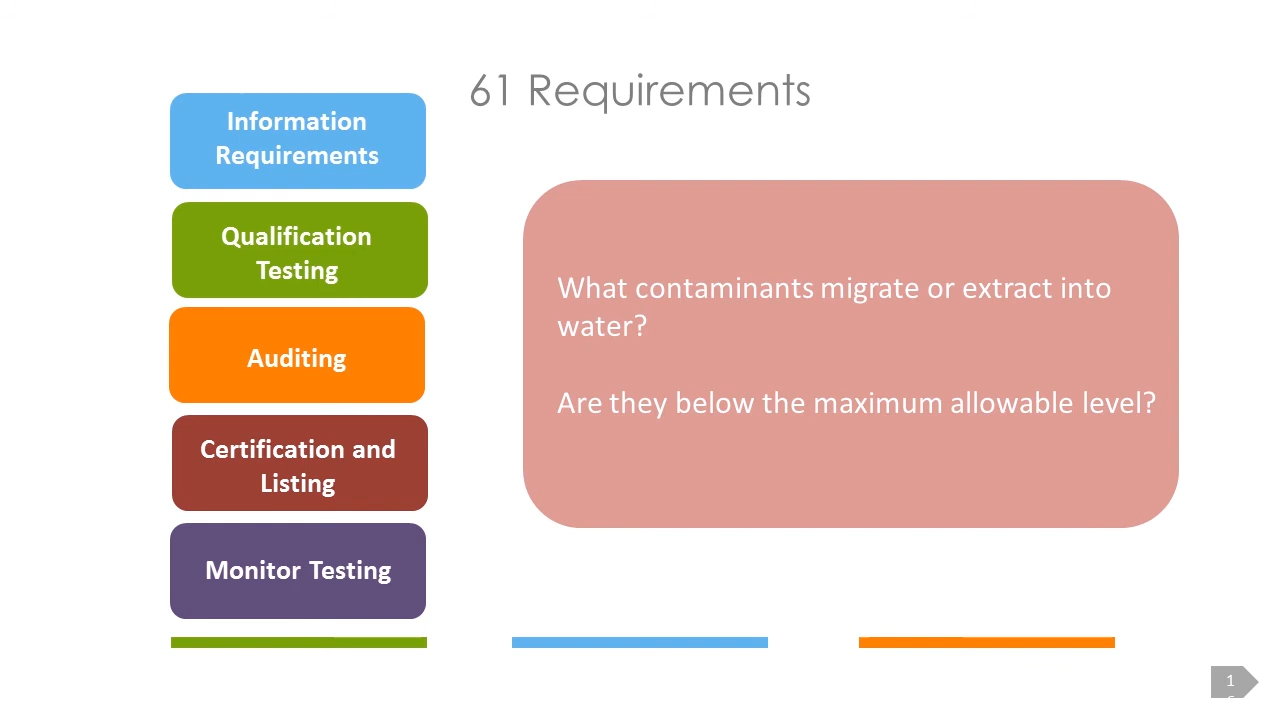 61 Requirements
Information
Requirements
Qualification
Testing
Auditing
Certification and
Listing
Monitor Testing
What contaminants migrate or extract into
water?
Are they below the maximum allowable level?
1